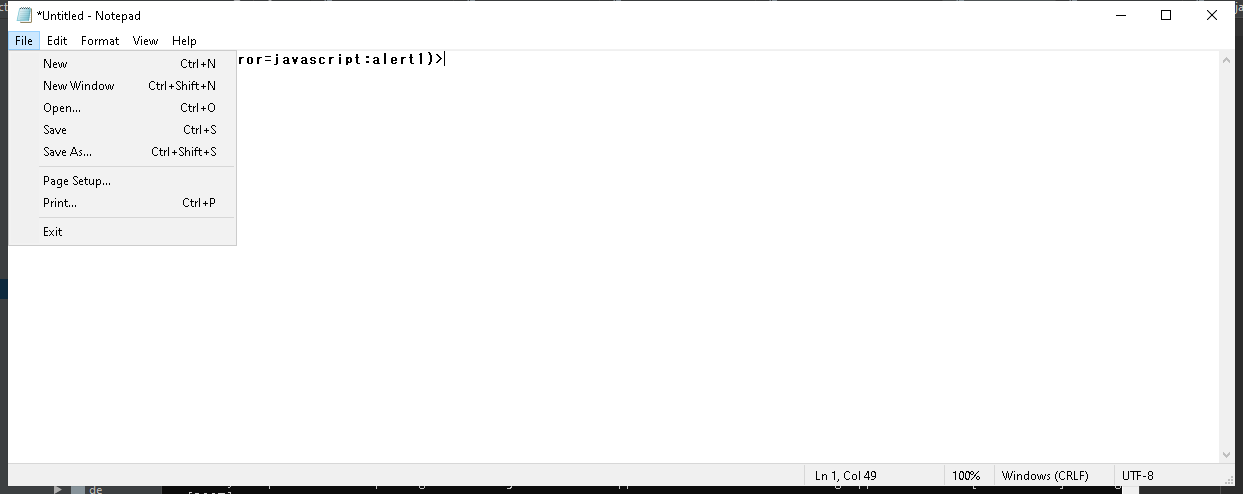 *Untitled - Notepad
File Edit Format View Help
ror=javascript:alert1)>
New Ctrl+N
New Window Ctrl+Shift+N
Open... Ctrl+O
Save Ctrl+S
Save As... Ctrl+Shift+S
Page Setup...
Print... Ctrl+P
Exit
Ln 1, Col 49 100% Windows (CRLF) UTF-8
de